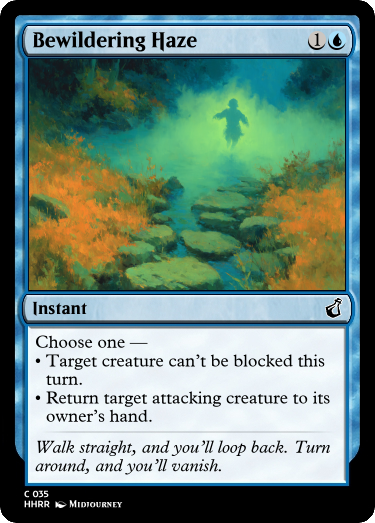 Bewildering Haze 1
Instant
Choose one —
• Target creature can't be blocked this
turn.
• Return target attacking creature to its
owner's hand.
Walk straight, and you'll loop back. Turn
around, and you'll vanish.
C 035
HHRR Midjourney